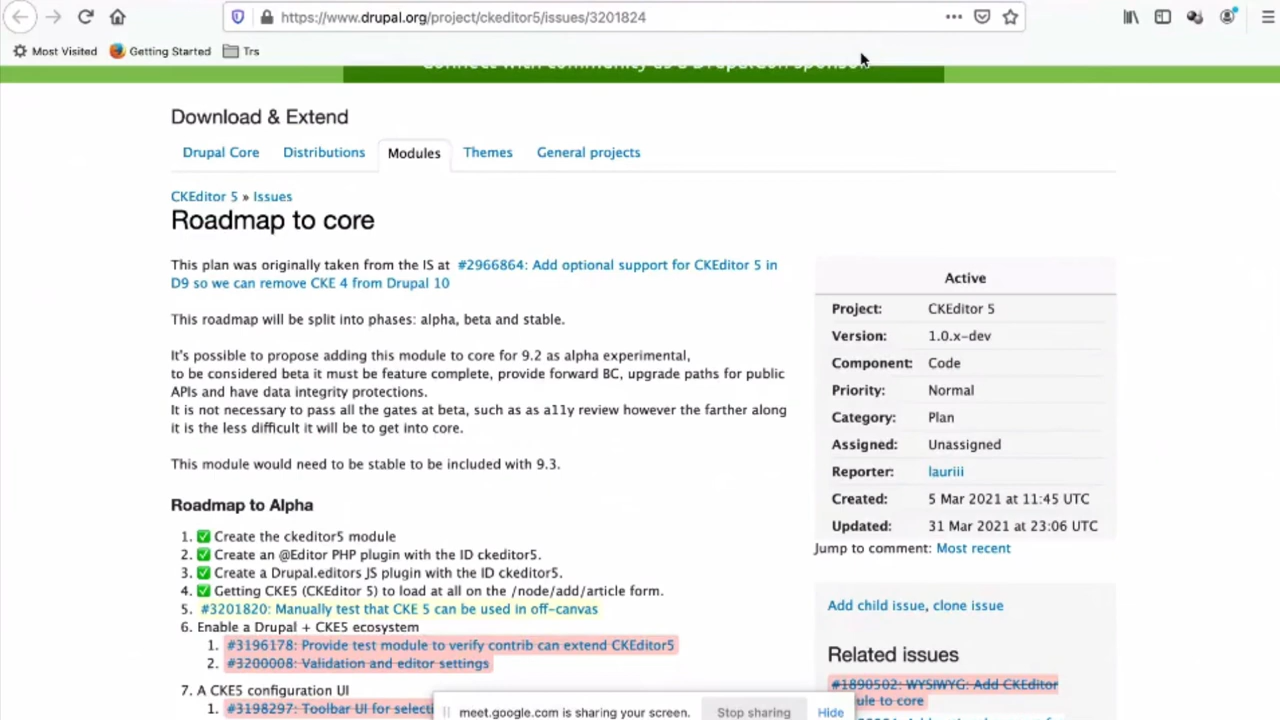 https://www.drupal.org/project/ckeditor5/issues/3201824
Most Visited
Getting Started
Trs
Connect with community as a DrupalCon sponsor
Download & Extend
Drupal Core
Distributions
Modules
Themes
General projects
CKEditor 5 » Issues
Roadmap to core
This plan was originally taken from the IS at #2966864: Add optional support for CKEditor 5 in
D9 so we can remove CKE 4 from Drupal 10
This roadmap will be split into phases: alpha, beta and stable.
It's possible to propose adding this module to core for 9.2 as alpha experimental,
to be considered beta it must be feature complete, provide forward BC, upgrade paths for public
APIs and have data integrity protections.
It is not necessary to pass all the gates at beta, such as as a11y review however the farther along
it is the less difficult it will be to get into core.
This module would need to be stable to be included with 9.3.
Roadmap to Alpha
1. ✅ Create the ckeditor5 module
2. ✅ Create an @Editor PHP plugin with the ID ckeditor5.
3. ✅ Create a Drupal.editors JS plugin with the ID ckeditor5.
4. ✅ Getting CKE5 (CKEditor 5) to load at all on the /node/add/article form.
5. #3201820: Manually test that CKE 5 can be used in off-canvas
6. Enable a Drupal + CKE5 ecosystem
1. #3196178: Provide test module to verify contrib can extend CKEditor5
2. #3200008: Validation and editor settings
7. A CKE5 configuration UI
1. #3198297: Toolbar UI for selecti
Active
Project: CKEditor 5
Version: 1.0.x-dev
Component: Code
Priority: Normal
Category: Plan
Assigned: Unassigned
Reporter: lauriii
Created: 5 Mar 2021 at 11:45 UTC
Updated: 31 Mar 2021 at 23:06 UTC
Jump to comment: Most recent
Add child issue, clone issue
Related issues
#1890502: WYSIWYG: Add CKEditor
ule to core
meet.google.com is sharing your screen.
Stop sharing
Hide